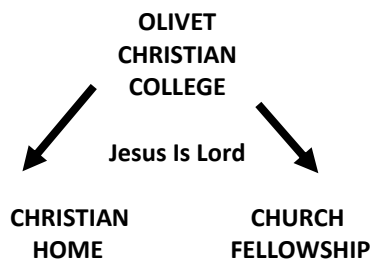 OLIVET
CHRISTIAN
COLLEGE
Jesus Is Lord
CHRISTIAN
HOME
CHURCH
FELLOWSHIP